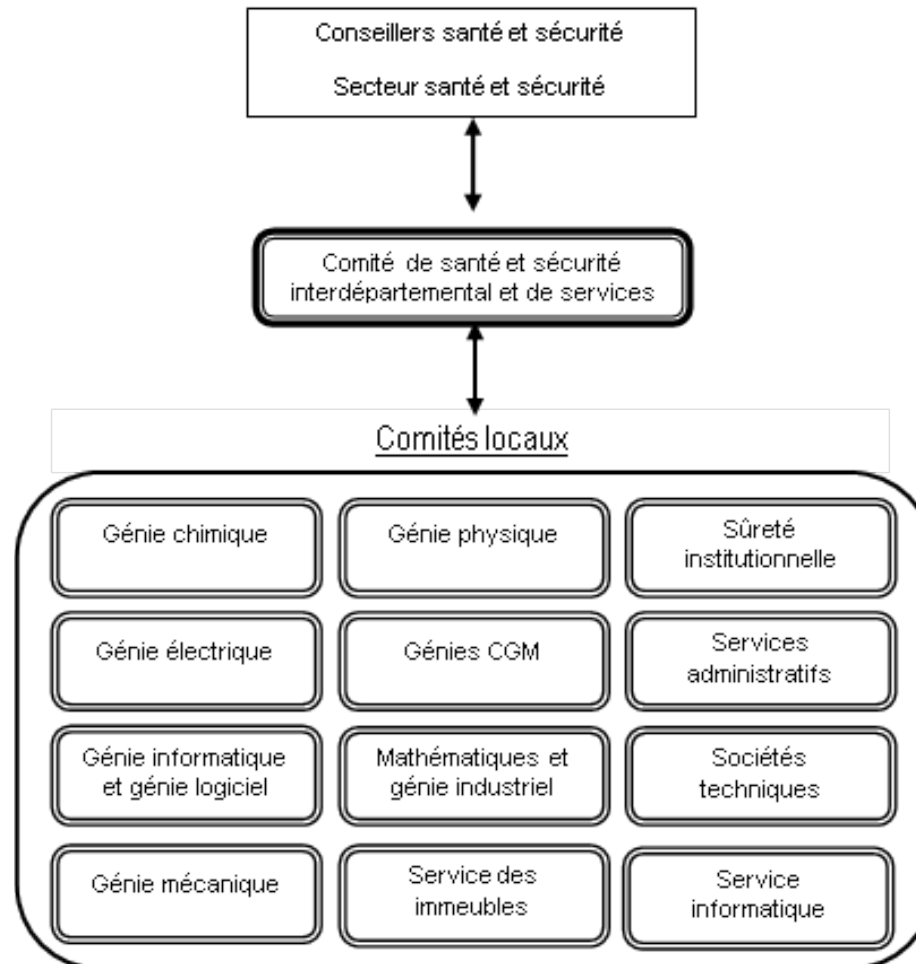 Conseillers santé et sécurité
Secteur santé et sécurité
Comité de santé et sécurité
interdépartemental et de services
Comités locaux
Génie chimique
Génie physique
Sûreté
institutionnelle
Génie électrique
Génies CGM
Services
administratifs
Génie informatique
et génie logiciel
Mathématiques et
génie industriel
Sociétés
techniques
Génie mécanique
Service des
immeubles
Service
informatique